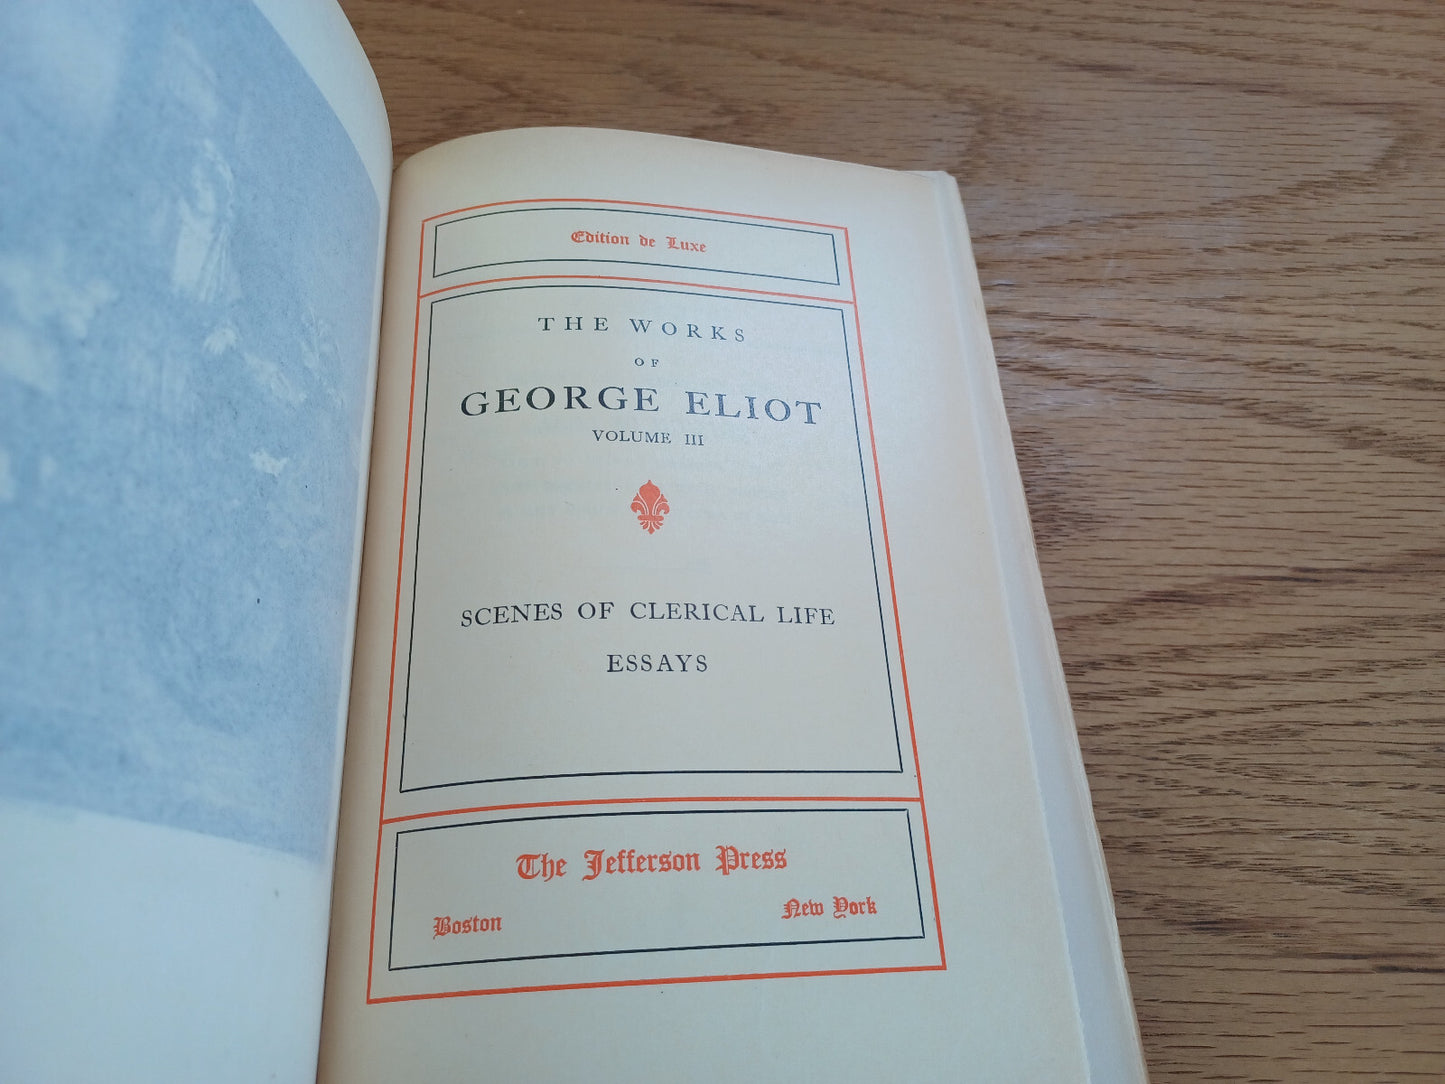 Edition de Luxe
THE WORKS
OF
GEORGE ELIOT
VOLUME III
SCENES OF CLERICAL LIFE
ESSAYS
The Jefferson Press
Boston New York